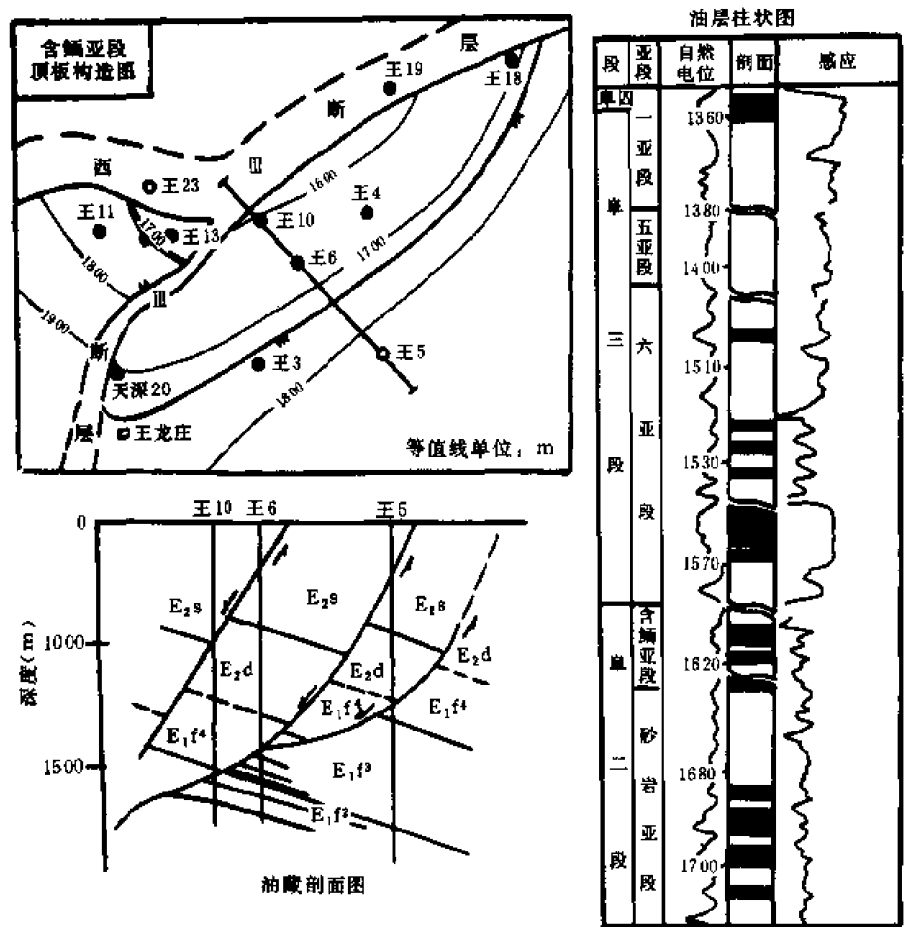 含鲕亚段
顶板构造图
层
王19
王18
断
西
Ⅱ
王23
1600
王4
王11
王10
王13
1700
1700
王6
1800
Ⅲ
1900
王5
断
王3
天深20
1800
层
王龙庄
等值线单位：m
王10 王6 王5
0
E₂s E₂s E₂s
1000
E₂d E₂d E₂d
深度(m)
E₁f⁴ E₁f⁴ E₁f⁴
1500
E₁f³
E₁f²
油藏剖面图
油层柱状图
段 亚段 自然电位 剖面 感应
阜四
1360
一亚段
阜
1380
五亚段
1400
三
六
1510
亚
段
1530
段
1570
含鲕亚段
阜
1620
砂
二
1680
岩
亚
段
1700
段